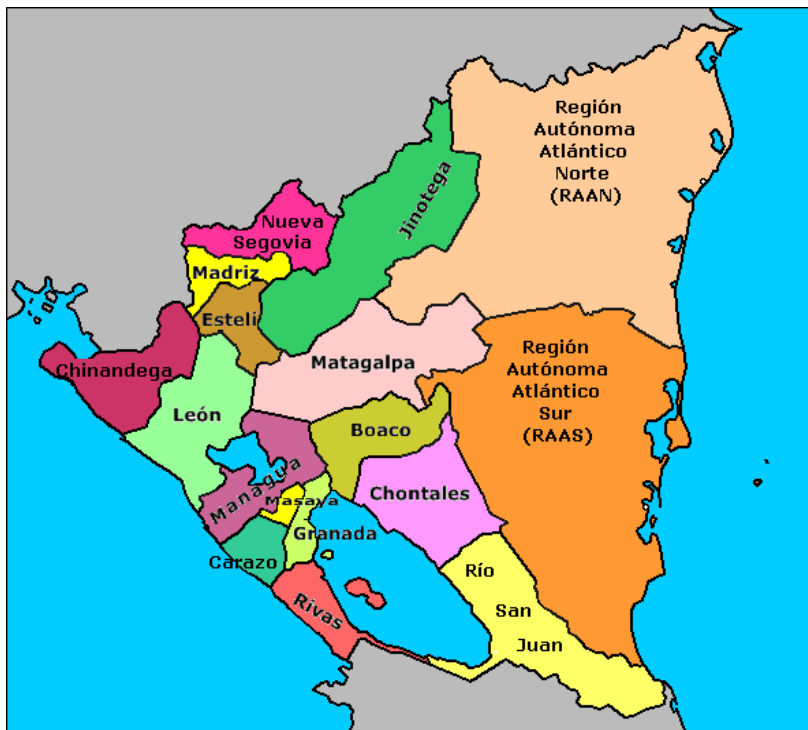 Región
Autónoma
Atlántico
Norte
(RAAN)
Jinotega
Nueva
Segovia
Madriz
Estelí
Chinandega
Matagalpa
Región
Autónoma
Atlántico
Sur
(RAAS)
León
Boaco
Managua
Chontales
Masaya
Granada
Carazo
Río
San
Juan
Rivas